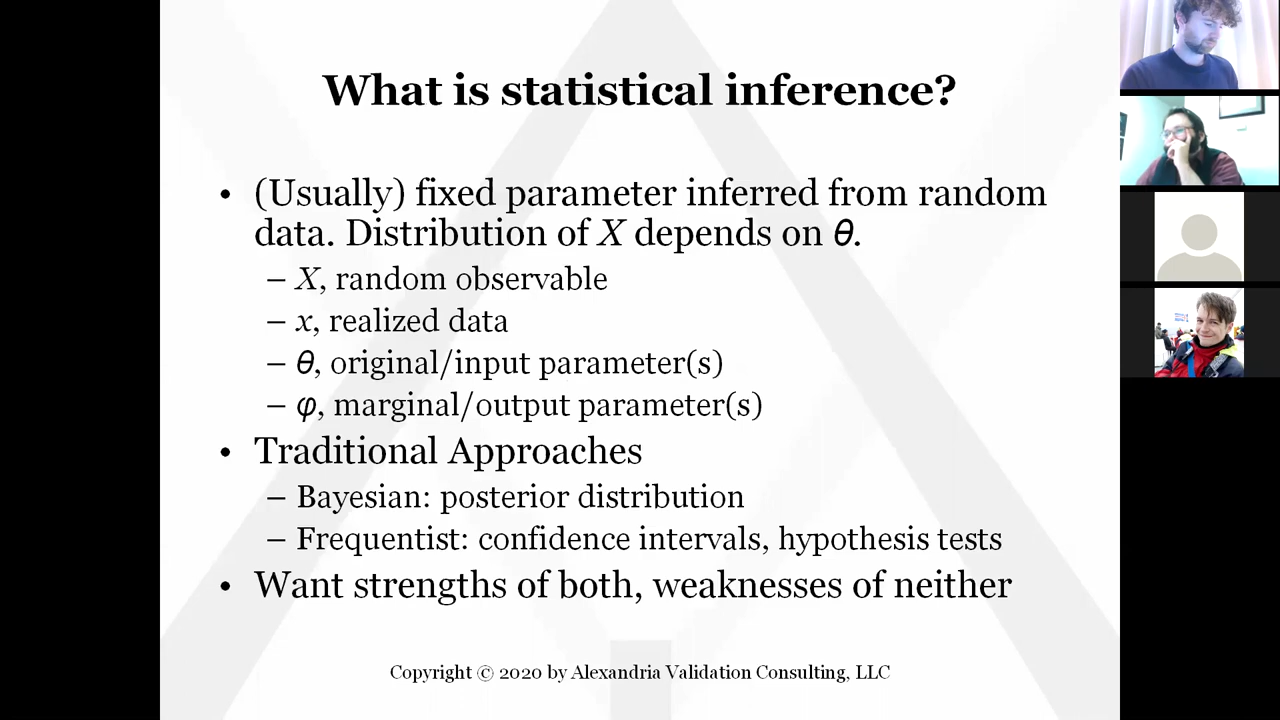 What is statistical inference?
• (Usually) fixed parameter inferred from random
data. Distribution of X depends on θ.
– X, random observable
– x, realized data
– θ, original/input parameter(s)
– φ, marginal/output parameter(s)
• Traditional Approaches
– Bayesian: posterior distribution
– Frequentist: confidence intervals, hypothesis tests
• Want strengths of both, weaknesses of neither
Copyright © 2020 by Alexandria Validation Consulting, LLC